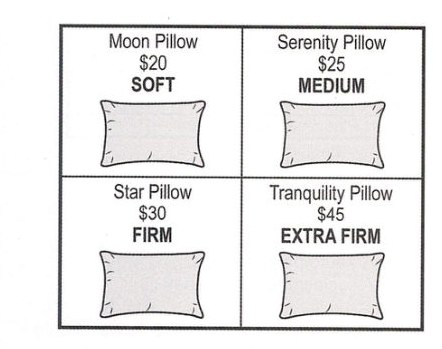 Moon Pillow
$20
SOFT
Serenity Pillow
$25
MEDIUM
Star Pillow
$30
FIRM
Tranquility Pillow
$45
EXTRA FIRM